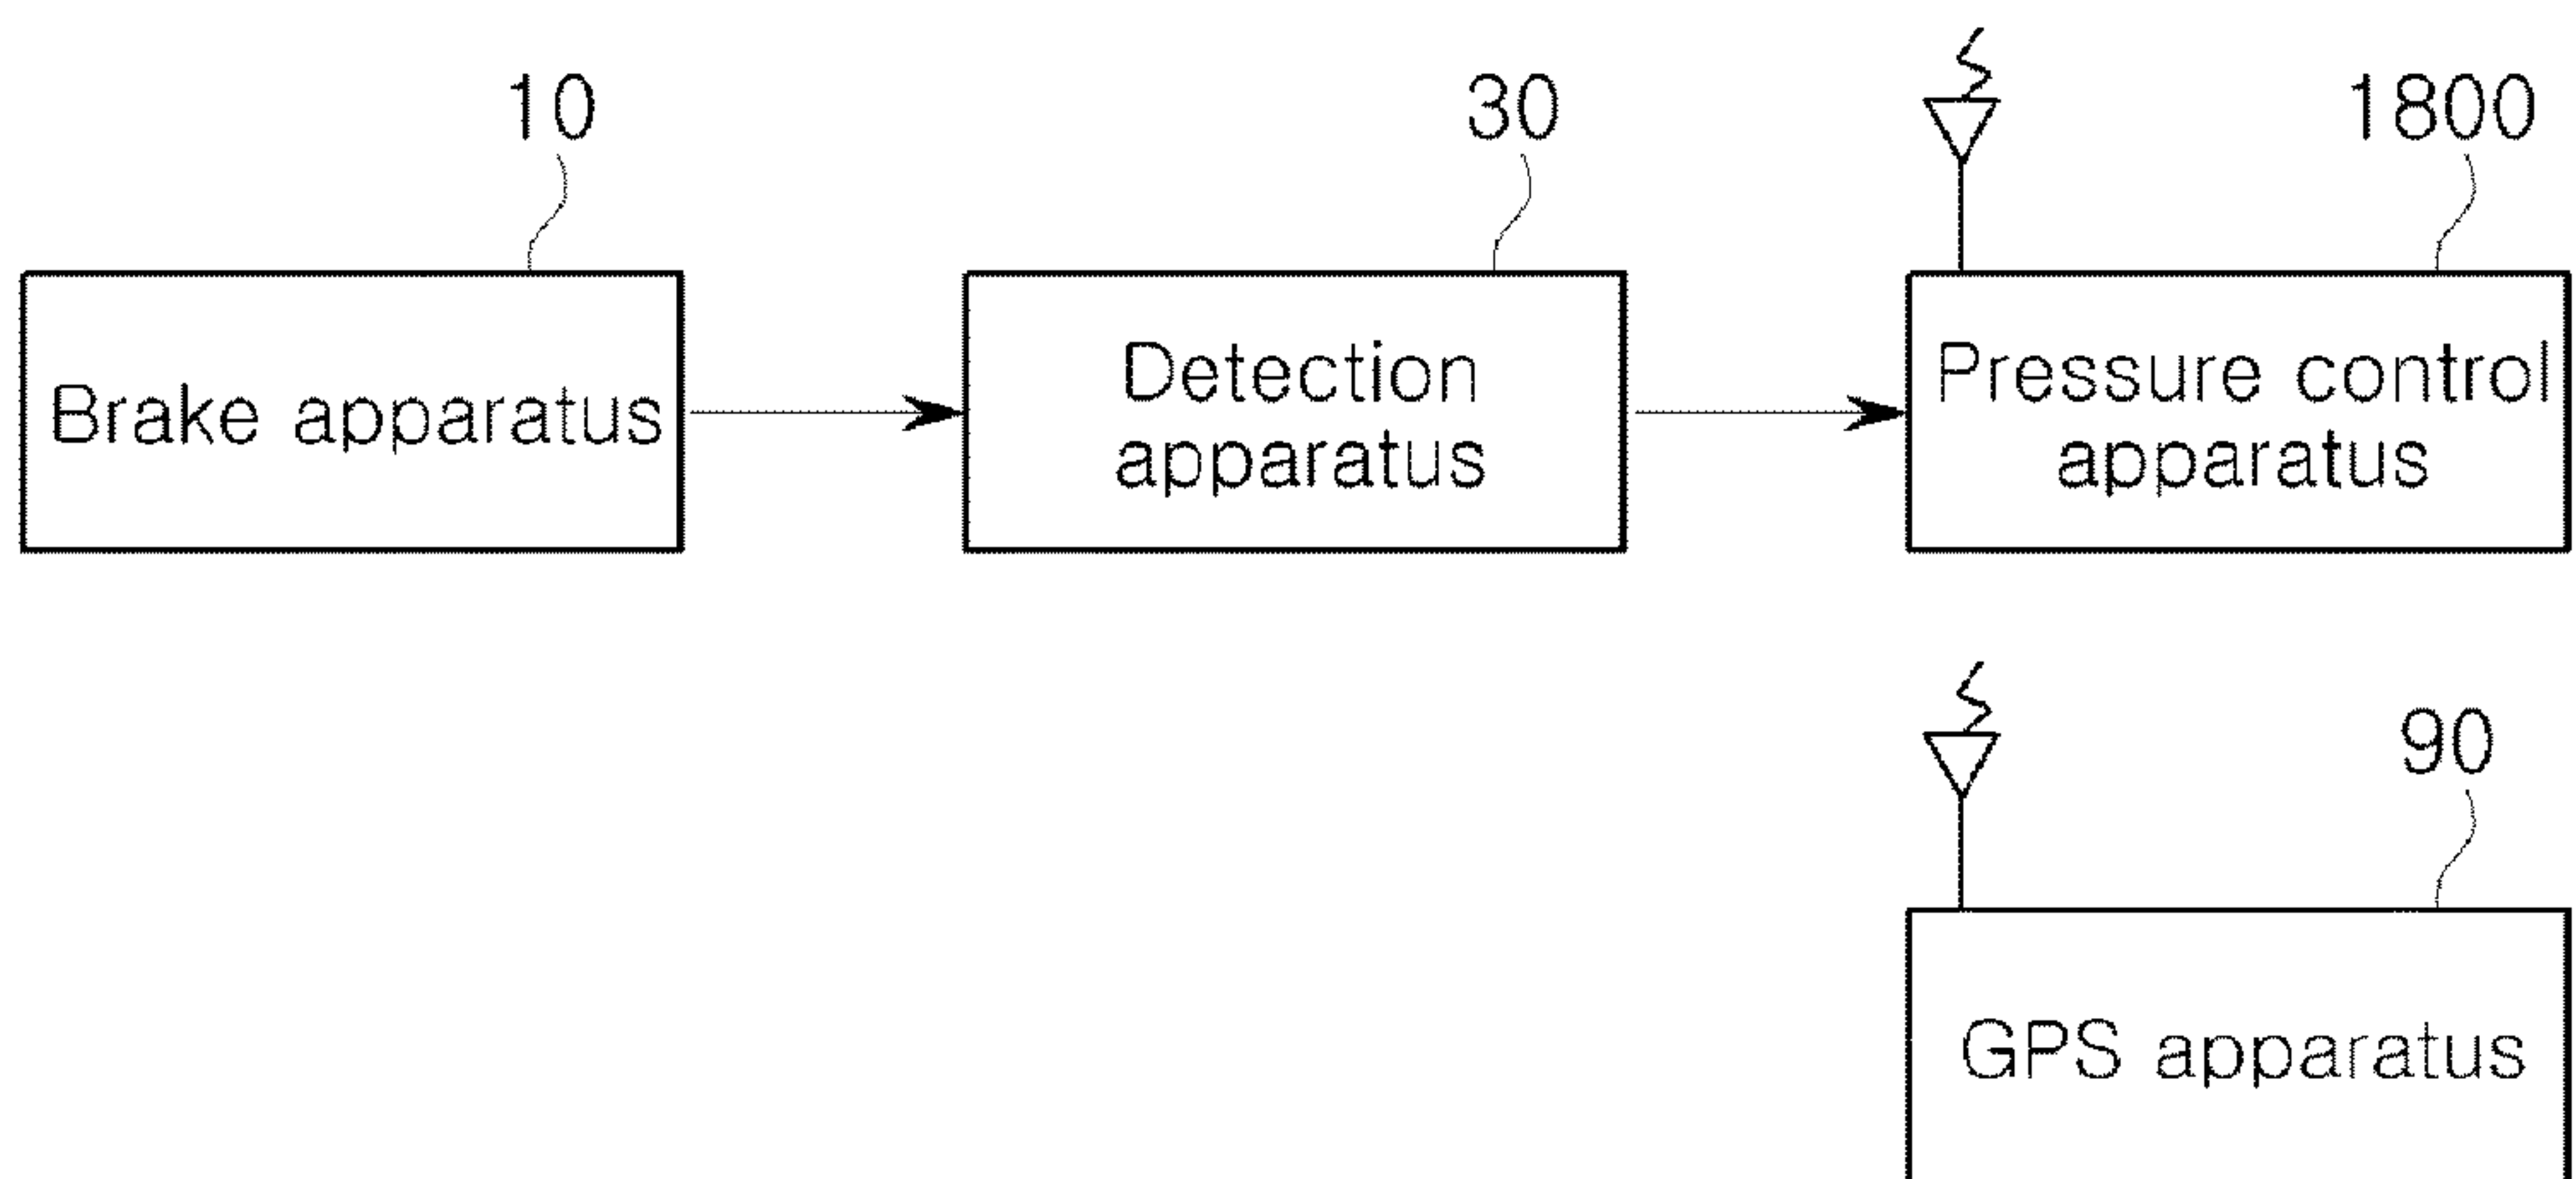 10
30
1800
Brake apparatus
Detection
apparatus
Pressure control
apparatus
90
GPS apparatus